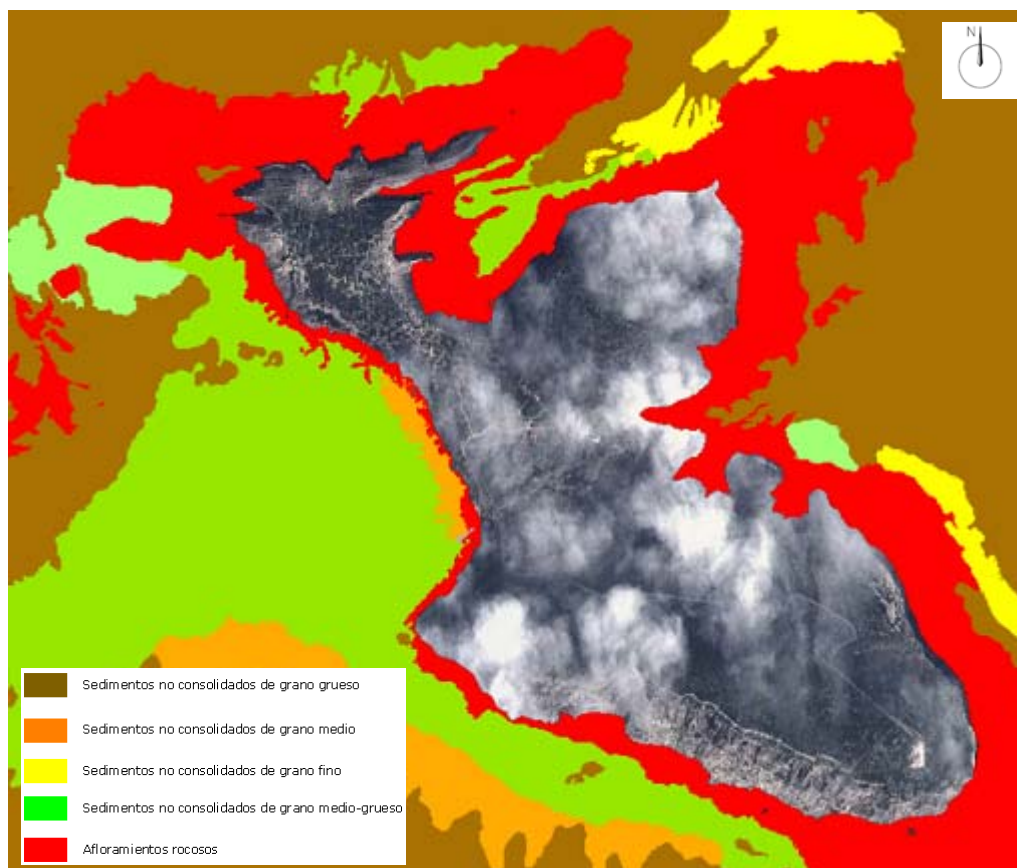 N
Sedimentos no consolidados de grano grueso
Sedimentos no consolidados de grano medio
Sedimentos no consolidados de grano fino
Sedimentos no consolidados de grano medio-grueso
Afloramientos rocosos